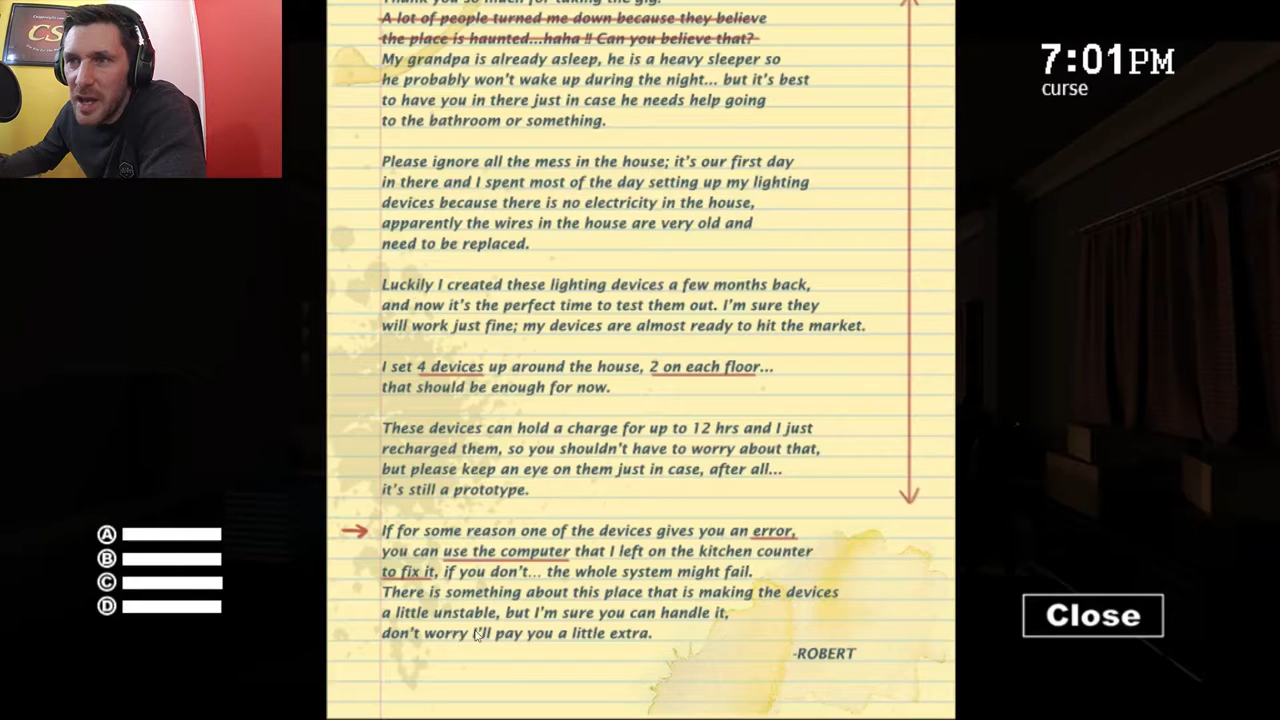 CS
Thank you so much for taking the gig.
A lot of people turned me down because they believe
the place is haunted...haha !! Can you believe that?
My grandpa is already asleep, he is a heavy sleeper so
he probably won't wake up during the night... but it's best
to have you in there just in case he needs help going
to the bathroom or something.
Please ignore all the mess in the house; it's our first day
in there and I spent most of the day setting up my lighting
devices because there is no electricity in the house,
apparently the wires in the house are very old and
need to be replaced.
Luckily I created these lighting devices a few months back,
and now it's the perfect time to test them out. I'm sure they
will work just fine; my devices are almost ready to hit the market.
I set 4 devices up around the house, 2 on each floor...
that should be enough for now.
These devices can hold a charge for up to 12 hrs and I just
recharged them, so you shouldn't have to worry about that,
but please keep an eye on them just in case, after all...
it's still a prototype.
If for some reason one of the devices gives you an error,
you can use the computer that I left on the kitchen counter
to fix it, if you don't... the whole system might fail.
There is something about this place that is making the devices
a little unstable, but I'm sure you can handle it,
don't worry I'll pay you a little extra.
-ROBERT
7:01PM
curse
A
B
C
D
Close